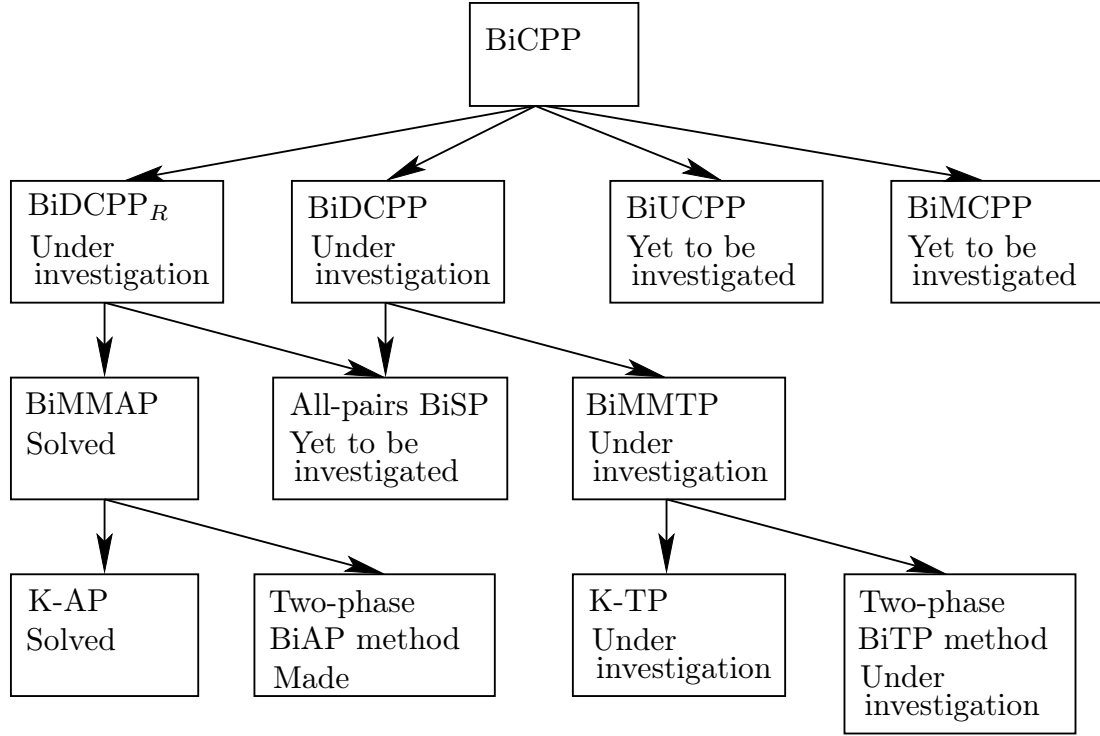 BiCPP
BiDCPP_R
Under
investigation
BiDCPP
Under
investigation
BiUCPP
Yet to be
investigated
BiMCPP
Yet to be
investigated
BiMMAP
Solved
All-pairs BiSP
Yet to be
investigated
BiMMTP
Under
investigation
K-AP
Solved
Two-phase
BiAP method
Made
K-TP
Under
investigation
Two-phase
BiTP method
Under
investigation